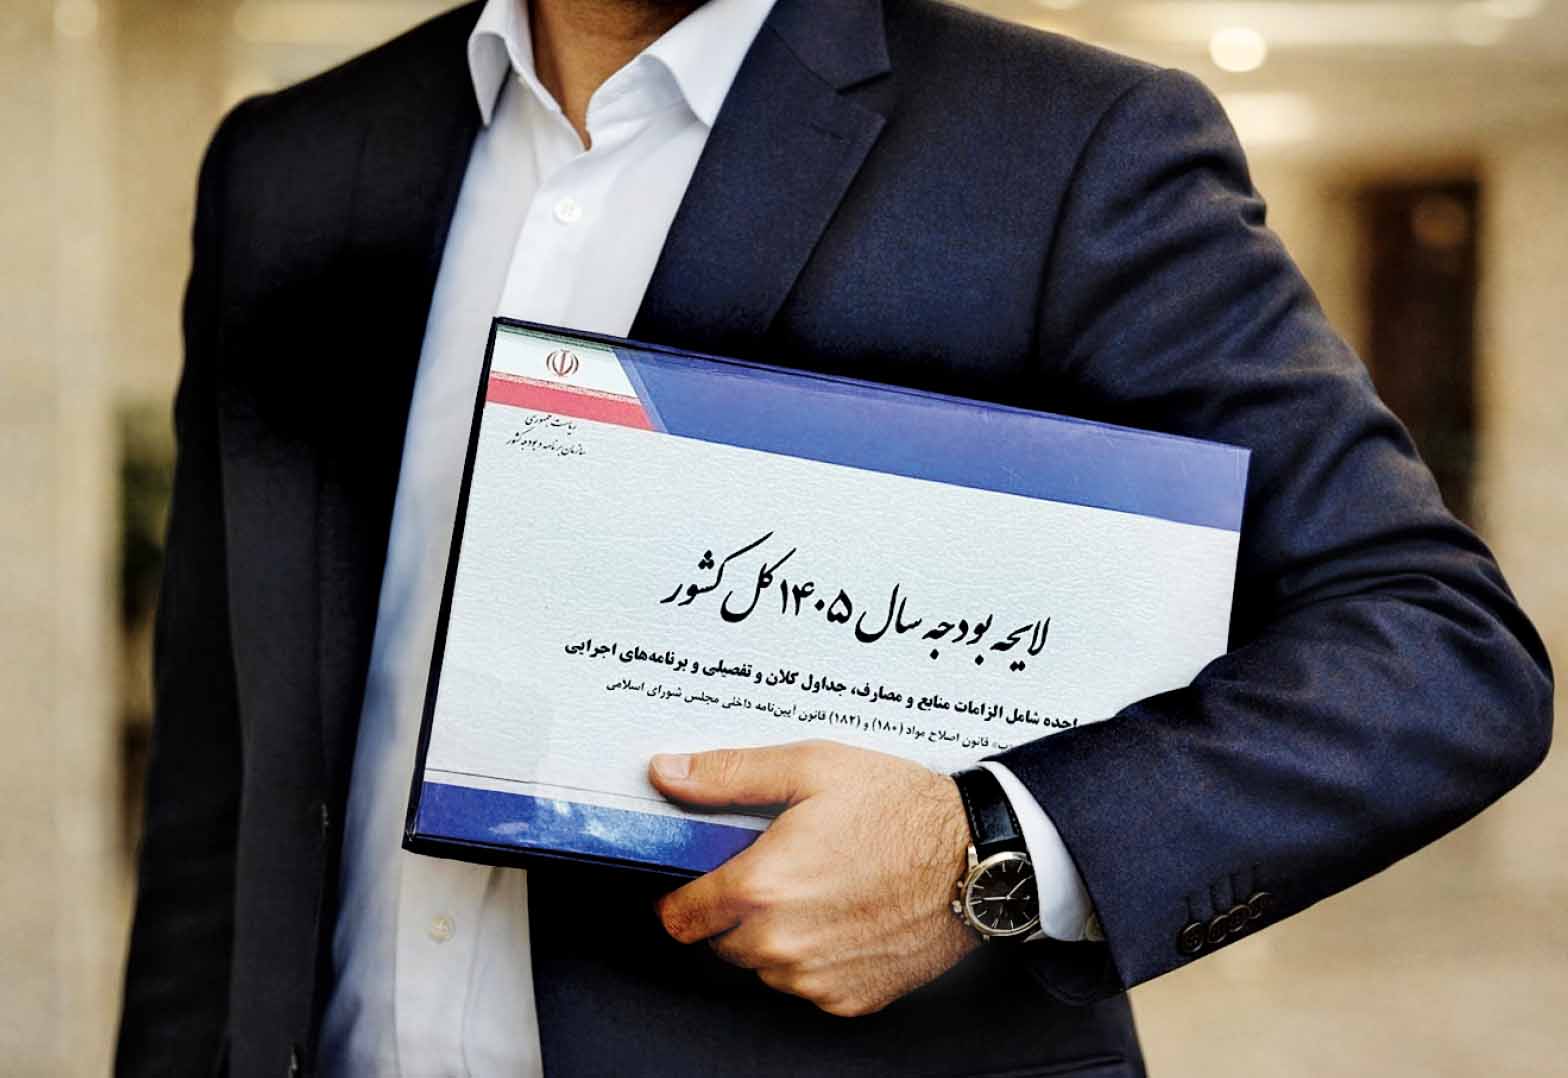 ریاست جمهوری
سازمان برنامه و بودجه کشور
لایحه بودجه سال ۱۴۰۵ کل کشور
شامل الزامات منابع و مصارف، جداول کلان و تفصیلی و برنامه‌های اجرایی
قانون اصلاح مواد (۱۸۰) و (۱۸۲) قانون آیین‌نامه داخلی مجلس شورای اسلامی